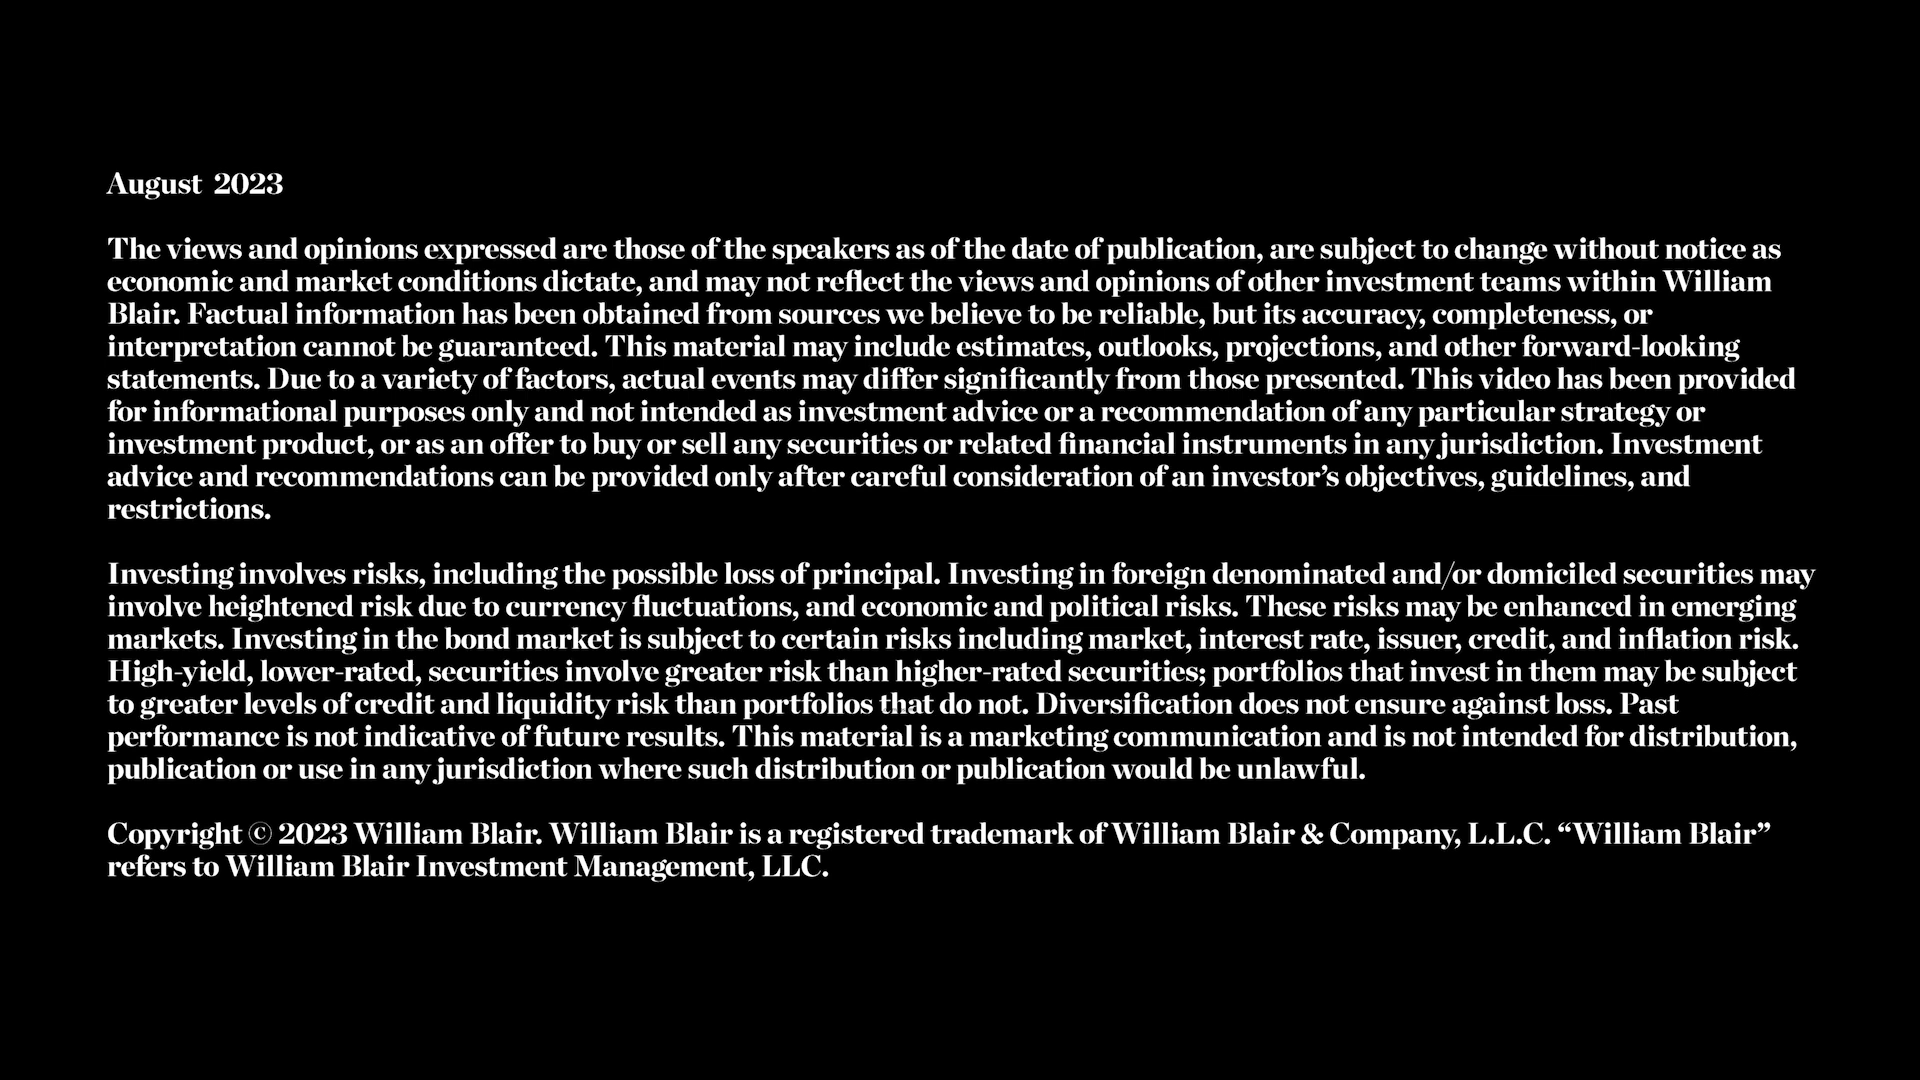 August 2023
The views and opinions expressed are those of the speakers as of the date of publication, are subject to change without notice as
economic and market conditions dictate, and may not reflect the views and opinions of other investment teams within William
Blair. Factual information has been obtained from sources we believe to be reliable, but its accuracy, completeness, or
interpretation cannot be guaranteed. This material may include estimates, outlooks, projections, and other forward-looking
statements. Due to a variety of factors, actual events may differ significantly from those presented. This video has been provided
for informational purposes only and not intended as investment advice or a recommendation of any particular strategy or
investment product, or as an offer to buy or sell any securities or related financial instruments in any jurisdiction. Investment
advice and recommendations can be provided only after careful consideration of an investor’s objectives, guidelines, and
restrictions.
Investing involves risks, including the possible loss of principal. Investing in foreign denominated and/or domiciled securities may
involve heightened risk due to currency fluctuations, and economic and political risks. These risks may be enhanced in emerging
markets. Investing in the bond market is subject to certain risks including market, interest rate, issuer, credit, and inflation risk.
High-yield, lower-rated, securities involve greater risk than higher-rated securities; portfolios that invest in them may be subject
to greater levels of credit and liquidity risk than portfolios that do not. Diversification does not ensure against loss. Past
performance is not indicative of future results. This material is a marketing communication and is not intended for distribution,
publication or use in any jurisdiction where such distribution or publication would be unlawful.
Copyright © 2023 William Blair. William Blair is a registered trademark of William Blair & Company, L.L.C. “William Blair”
refers to William Blair Investment Management, LLC.